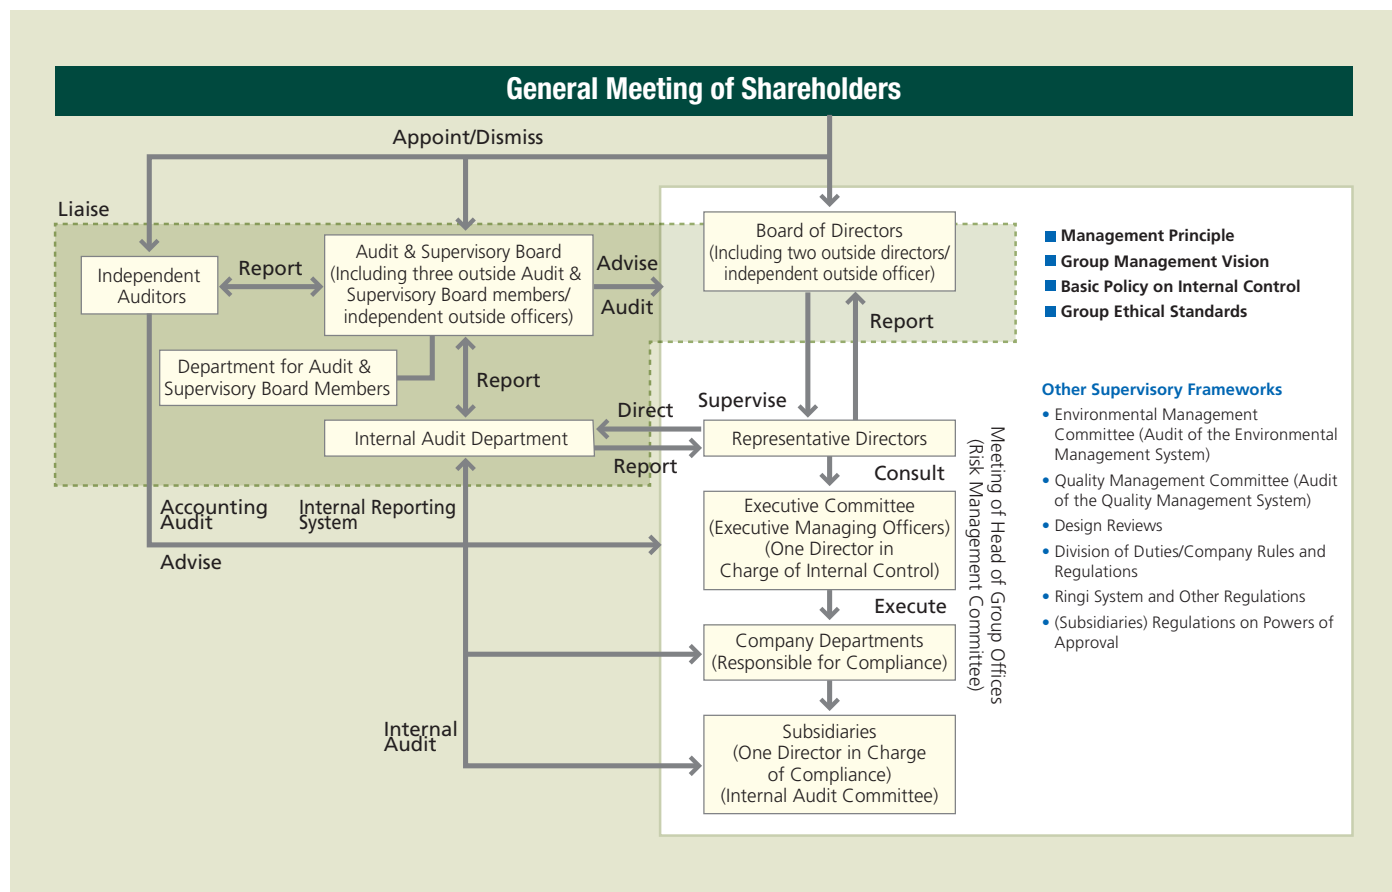 General Meeting of Shareholders
Appoint/Dismiss
Liaise
Independent
Auditors
Report
Audit & Supervisory Board
(Including three outside Audit &
Supervisory Board members/
independent outside officers)
Advise
Audit
Board of Directors
(Including two outside directors/
independent outside officer)
Report
Department for Audit &
Supervisory Board Members
Report
Supervise
Direct
Internal Audit Department
Report
Representative Directors
Consult
Accounting
Audit
Internal Reporting
System
Advise
Executive Committee
(Executive Managing Officers)
(One Director in
Charge of Internal Control)
Execute
Company Departments
(Responsible for Compliance)
Internal
Audit
Subsidiaries
(One Director in Charge
of Compliance)
(Internal Audit Committee)
Meeting of Head of Group Offices
(Risk Management Committee)
Management Principle
Group Management Vision
Basic Policy on Internal Control
Group Ethical Standards
Other Supervisory Frameworks
• Environmental Management
Committee (Audit of the Environmental
Management System)
• Quality Management Committee (Audit
of the Quality Management System)
• Design Reviews
• Division of Duties/Company Rules and
Regulations
• Ringi System and Other Regulations
• (Subsidiaries) Regulations on Powers of
Approval